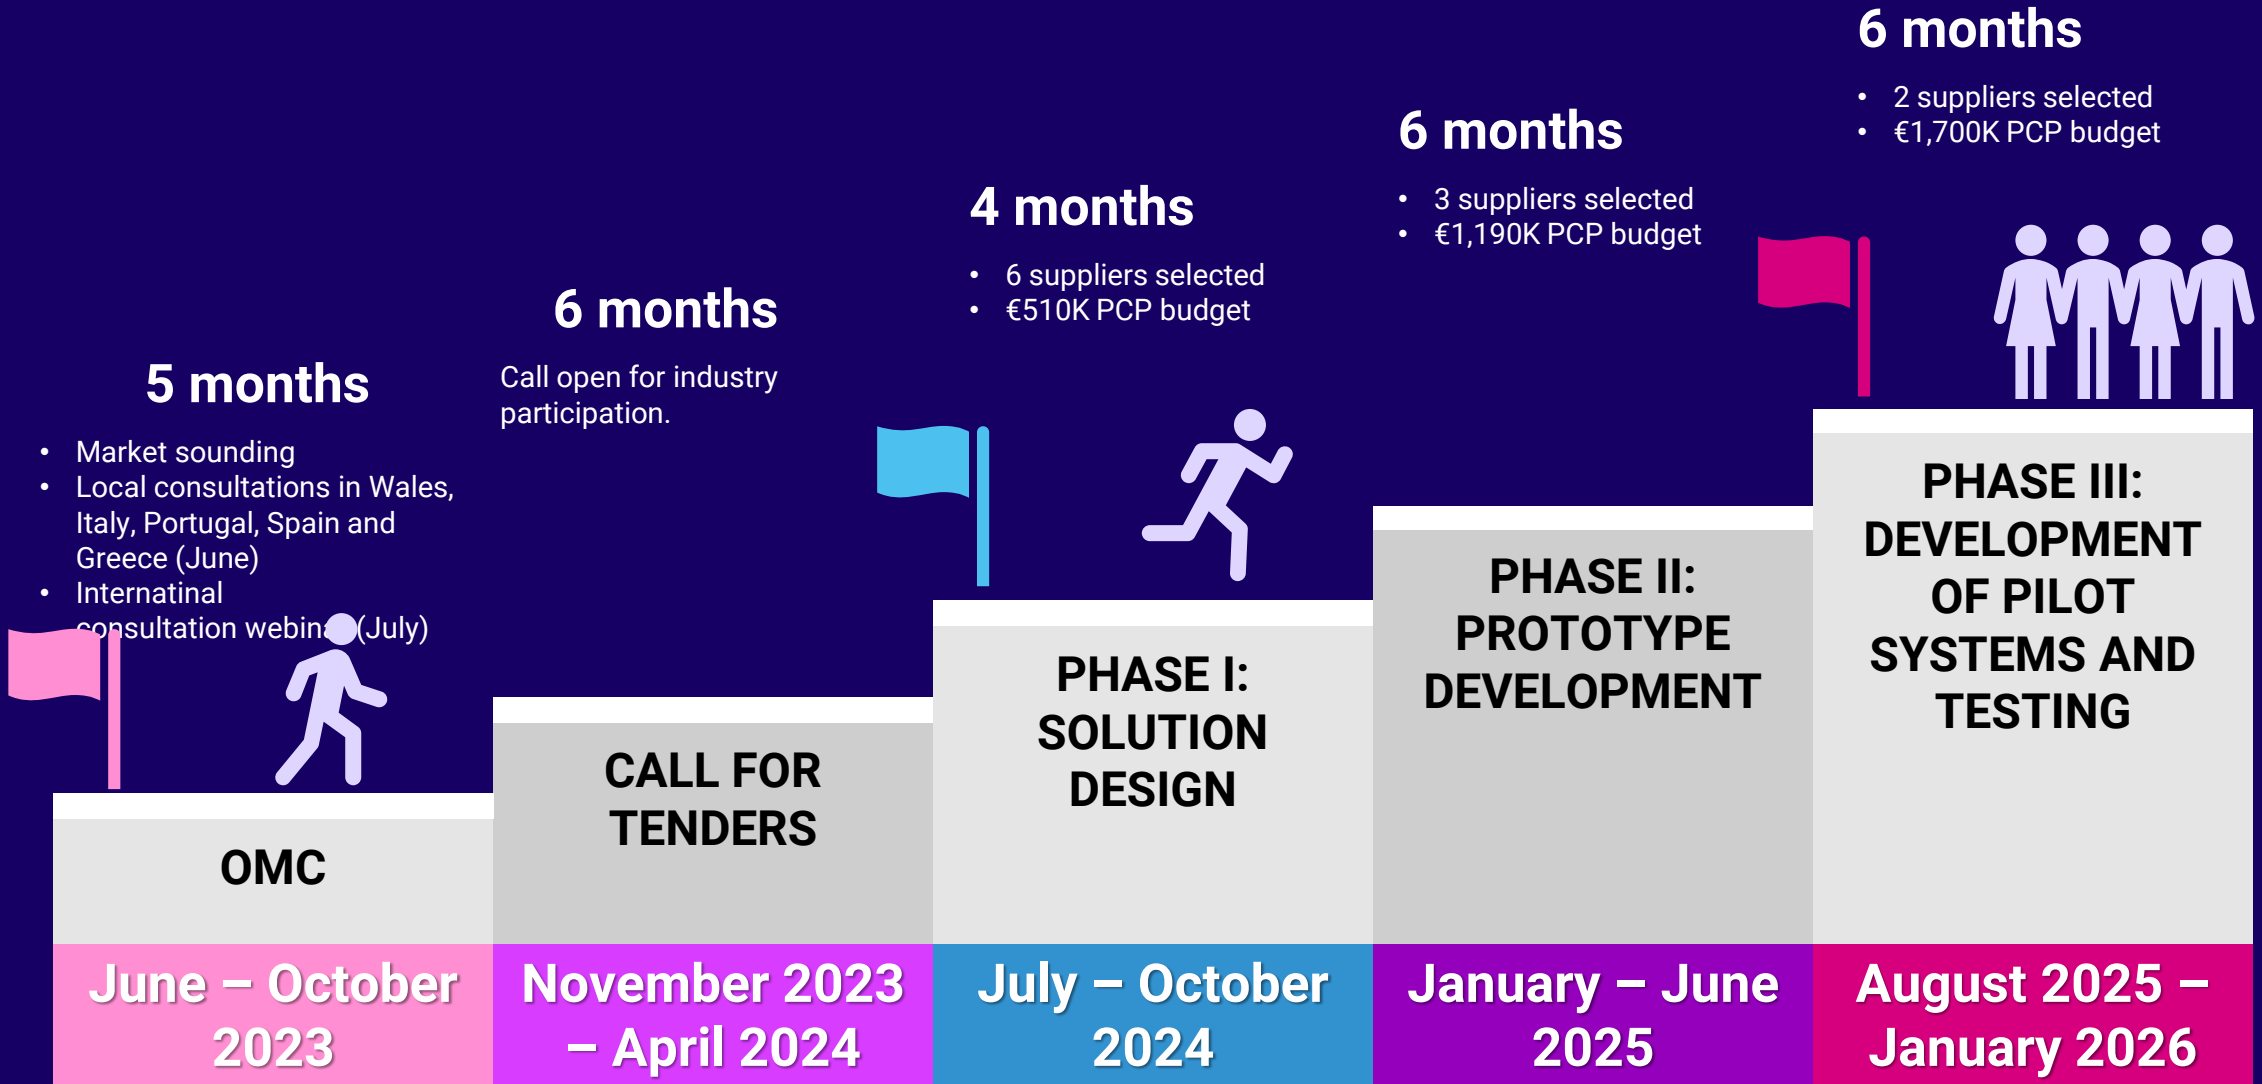 5 months
• Market sounding
• Local consultations in Wales,
Italy, Portugal, Spain and
Greece (June)
• Internatinal
consultation webinar (July)
OMC
June – October
2023
6 months
Call open for industry
participation.
CALL FOR
TENDERS
November 2023
– April 2024
4 months
• 6 suppliers selected
• €510K PCP budget
PHASE I:
SOLUTION
DESIGN
July – October
2024
6 months
• 3 suppliers selected
• €1,190K PCP budget
PHASE II:
PROTOTYPE
DEVELOPMENT
January – June
2025
6 months
• 2 suppliers selected
• €1,700K PCP budget
PHASE III:
DEVELOPMENT
OF PILOT
SYSTEMS AND
TESTING
August 2025 –
January 2026